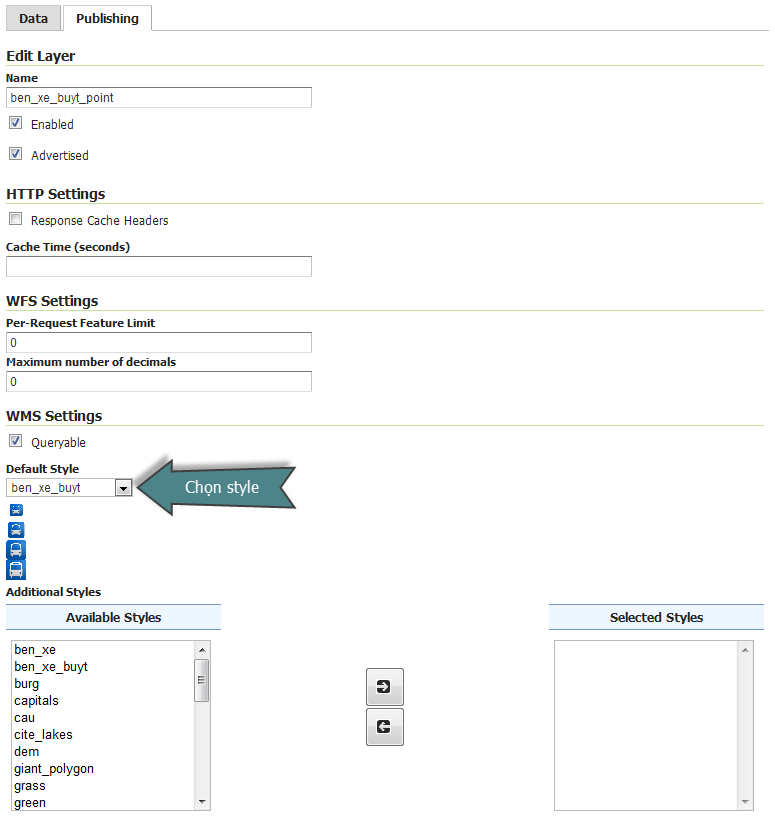 Data Publishing
Edit Layer
Name
ben_xe_buyt_point
Enabled
Advertised
HTTP Settings
Response Cache Headers
Cache Time (seconds)
WFS Settings
Per-Request Feature Limit
0
Maximum number of decimals
0
WMS Settings
Queryable
Default Style
ben_xe_buyt
Chọn style
Additional Styles
Available Styles
Selected Styles
ben_xe
ben_xe_buyt
burg
capitals
cau
cite_lakes
dem
giant_polygon
grass
green